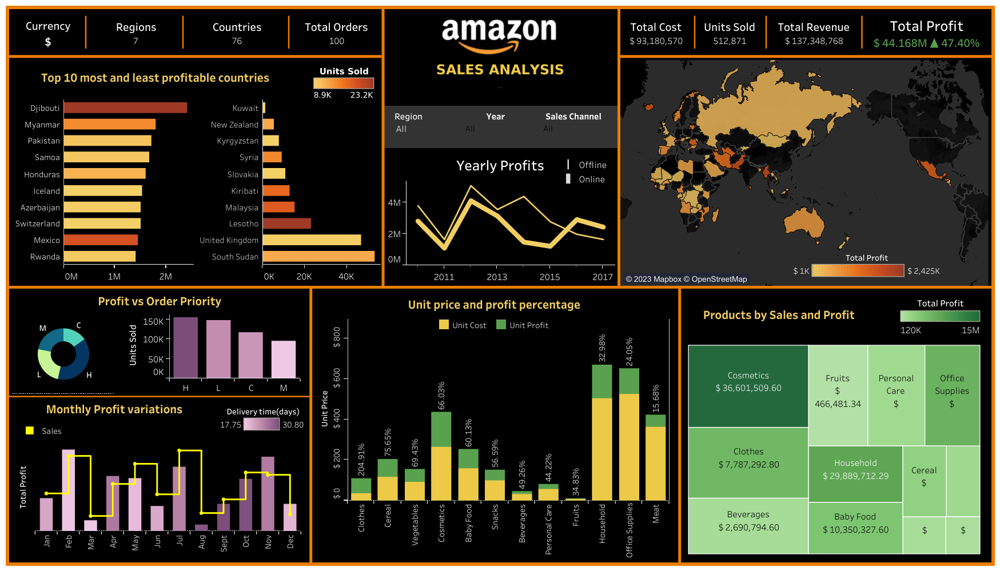 Currency
$
Regions
7
Countries
76
Total Orders
100
amazon
SALES ANALYSIS
Total Cost
$ 93,180,570
Units Sold
512,871
Total Revenue
$ 137,348,768
Total Profit
$ 44.168M ▲ 47.40%
Top 10 most and least profitable countries
Units Sold
8.9K 23.2K
Djibouti
Myanmar
Pakistan
Samoa
Honduras
Iceland
Azerbaijan
Switzerland
Mexico
Rwanda
0M 1M 2M
Kuwait
New Zealand
Kyrgyzstan
Syria
Slovakia
Kiribati
Malaysia
Lesotho
United Kingdom
South Sudan
0K 20K 40K
Region Year Sales Channel
All All All
Yearly Profits
Offline
Online
4M
2M
0M
2011 2013 2015 2017
Total Profit
$ 1K $ 2,425K
© 2023 Mapbox © OpenStreetMap
Profit vs Order Priority
M C
L H
Units Sold
150K
100K
50K
0K
H L C M
Monthly Profit variations
Delivery time(days)
17.75 30.80
Sales
Total Profit
Jan Feb Mar Apr May Jun Jul Aug Sept Oct Nov Dec
Unit price and profit percentage
Unit Cost Unit Profit
Unit Price
$ 800
$ 600
$ 400
$ 200
$ 0
204.91% 75.65% 69.43% 66.03% 60.13% 56.59% 49.26% 44.22% 34.83% 32.98% 24.05% 15.68%
Clothes Cereal Vegetables Cosmetics Baby Food Snacks Beverages Personal Care Fruits Household Office Supplies Meat
Products by Sales and Profit
Total Profit
120K 15M
Cosmetics
$ 36,601,509.60
Fruits
$
466,481.34
Personal
Care
$
Office
Supplies
$
Clothes
$ 7,787,292.80
Household
$ 29,889,712.29
Cereal
$
Beverages
$ 2,690,794.60
Baby Food
$ 10,350,327.60
$
$